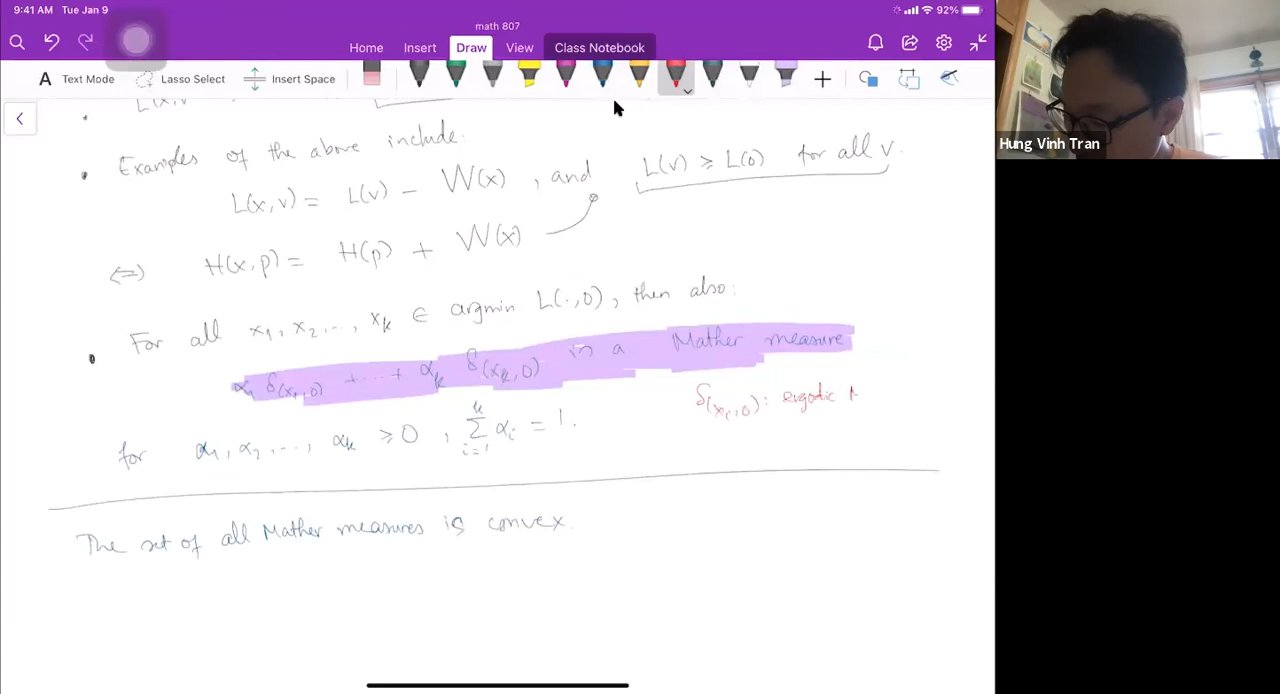 9:41 AM Tue Jan 9
92%
math 807
Home Insert Draw View Class Notebook
A Text Mode Lasso Select Insert Space
Hung Vinh Tran
L(x,v
• Examples of the above include:
L(x,v) = L(v) − W(x) , and L(v) ≥ L(0) for all v.
⇔ H(x,p) = H(p) + W(x)
• For all x₁, x₂, ..., xₖ ∈ argmin L(·,0), then also:
α₁ δ(x₁,0) + ... + αₖ δ(xₖ,0) is a Mather measure
δ(xᵢ,0): ergodic M
for α₁, α₂, ..., αₖ ≥ 0 , ∑ᵢ₌₁ᵏ αᵢ = 1.
The set of all Mather measures is convex.